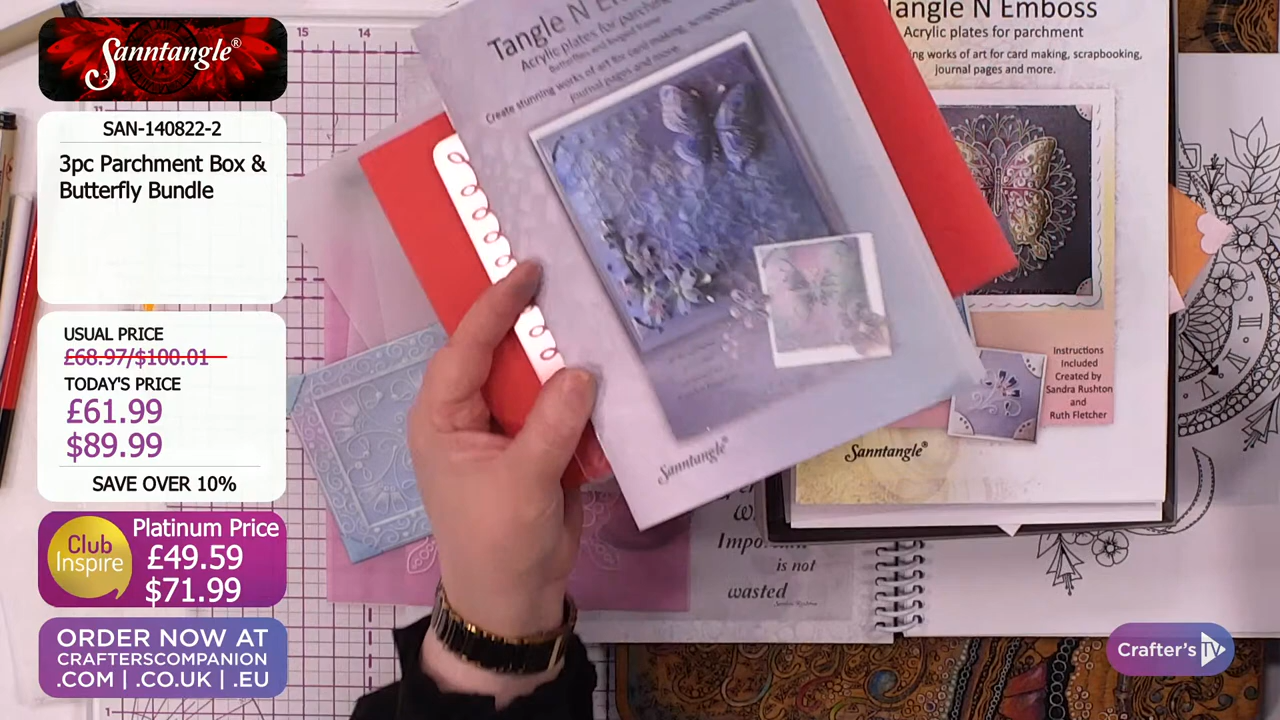 Sanntangle®
SAN-140822-2
3pc Parchment Box &
Butterfly Bundle
USUAL PRICE
£68.97/$100.01
TODAY'S PRICE
£61.99
$89.99
SAVE OVER 10%
Club
Inspire
Platinum Price
£49.59
$71.99
ORDER NOW AT
CRAFTERSCOMPANION
.COM | .CO.UK | .EU
15
14
Tangle N Emboss
Acrylic plates for parchment
Create stunning works of art for card making, scrapbooking,
journal pages and more.
Sanntangle®
Tangle N Emboss
Acrylic plates for parchment
ing works of art for card making, scrapbooking,
journal pages and more.
Instructions
Included
Created by
Sandra Rushton
and
Ruth Fletcher
Sanntangle®
is not
wasted
Crafter's TV